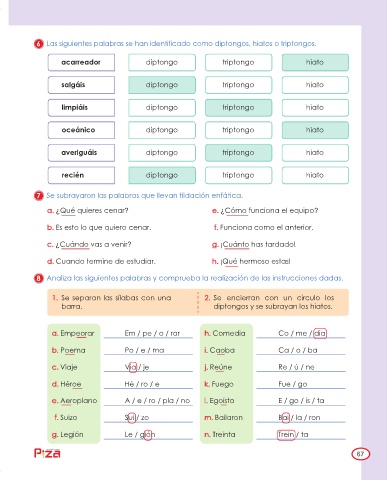 6 Las siguientes palabras se han identificado como diptongos, hiatos o triptongos.
acarreador diptongo triptongo hiato
salgáis diptongo triptongo hiato
limpiáis diptongo triptongo hiato
oceánico diptongo triptongo hiato
averiguáis diptongo triptongo hiato
recién diptongo triptongo hiato
7 Se subrayaron las palabras que llevan tildación enfática.
a. ¿Qué quieres cenar? e. ¿Cómo funciona el equipo?
b. Es esto lo que quiero cenar. f. Funciona como el anterior.
c. ¿Cuándo vas a venir? g. ¡Cuánto has tardado!
d. Cuando termine de estudiar. h. ¡Qué hermoso estas!
8 Analiza las siguientes palabras y comprueba la realización de las instrucciones dadas.
1. Se separan las sílabas con una 2. Se encierran con un círculo los
barra. diptongos y se subrayan los hiatos.
a. Empeorar Em / pe / o / rar h. Comedia Co / me / dia
b. Poema Po / e / ma i. Caoba Ca / o / ba
c. Viaje Via / je j. Reúne Re / ú / ne
d. Héroe Hé / ro / e k. Fuego Fue / go
e. Aeroplano A / e / ro / pla / no l. Egoísta E / go / ís / ta
f. Suizo Sui / zo m. Bailaron Bai / la / ron
g. Legión Le / gión n. Treinta Trein / ta
P:zA 67